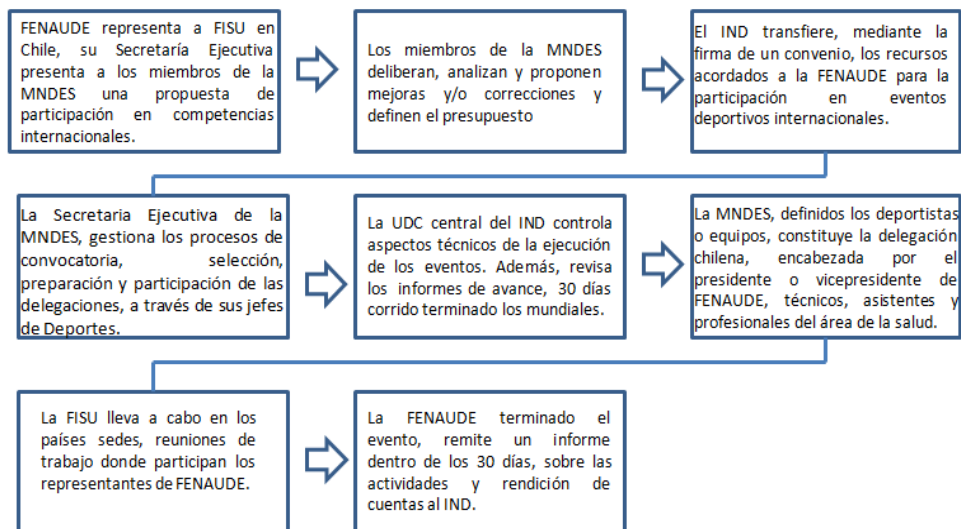 FENAUDE representa a FISU en
Chile, su Secretaría Ejecutiva
presenta a los miembros de la
MNDES una propuesta de
participación en competencias
internacionales.
Los miembros de la MNDES
deliberan, analizan y proponen
mejoras y/o correcciones y
definen el presupuesto
El IND transfiere, mediante la
firma de un convenio, los recursos
acordados a la FENAUDE para la
participación en eventos
deportivos internacionales.
La Secretaria Ejecutiva de la
MNDES, gestiona los procesos de
convocatoria, selección,
preparación y participación de las
delegaciones, a través de sus jefes
de Deportes.
La UDC central del IND controla
aspectos técnicos de la ejecución
de los eventos. Además, revisa
los informes de avance, 30 días
corrido terminado los mundiales.
La MNDES, definidos los deportistas
o equipos, constituye la delegación
chilena, encabezada por el
presidente o vicepresidente de
FENAUDE, técnicos, asistentes y
profesionales del área de la salud.
La FISU lleva a cabo en los
países sedes, reuniones de
trabajo donde participan los
representantes de FENAUDE.
La FENAUDE terminado el
evento, remite un informe
dentro de los 30 días, sobre las
actividades y rendición de
cuentas al IND.